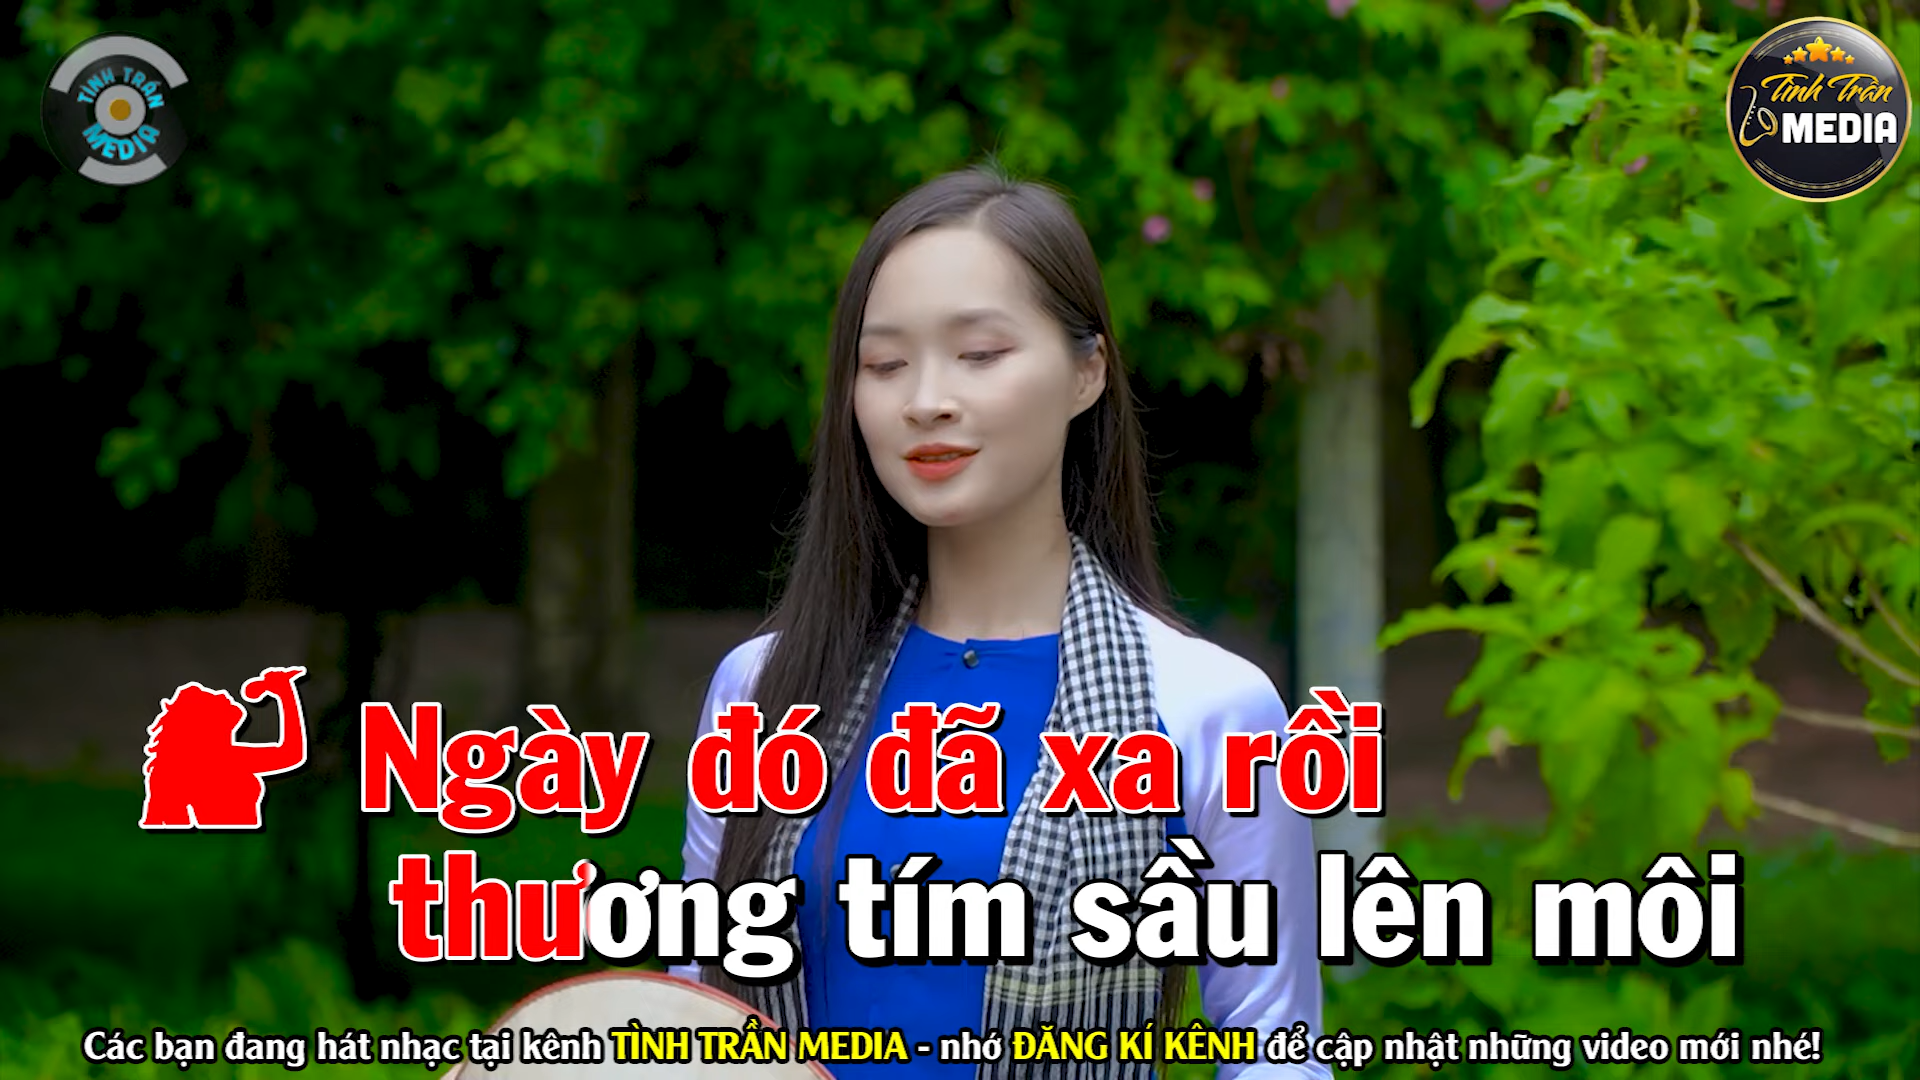 TÌNH TRẦN
MEDIA
Tình Trần
MEDIA
Ngày đó đã xa rồi
thương tím sầu lên môi
Các bạn đang hát nhạc tại kênh TÌNH TRẦN MEDIA - nhớ ĐĂNG KÍ KÊNH để cập nhật những video mới nhé!